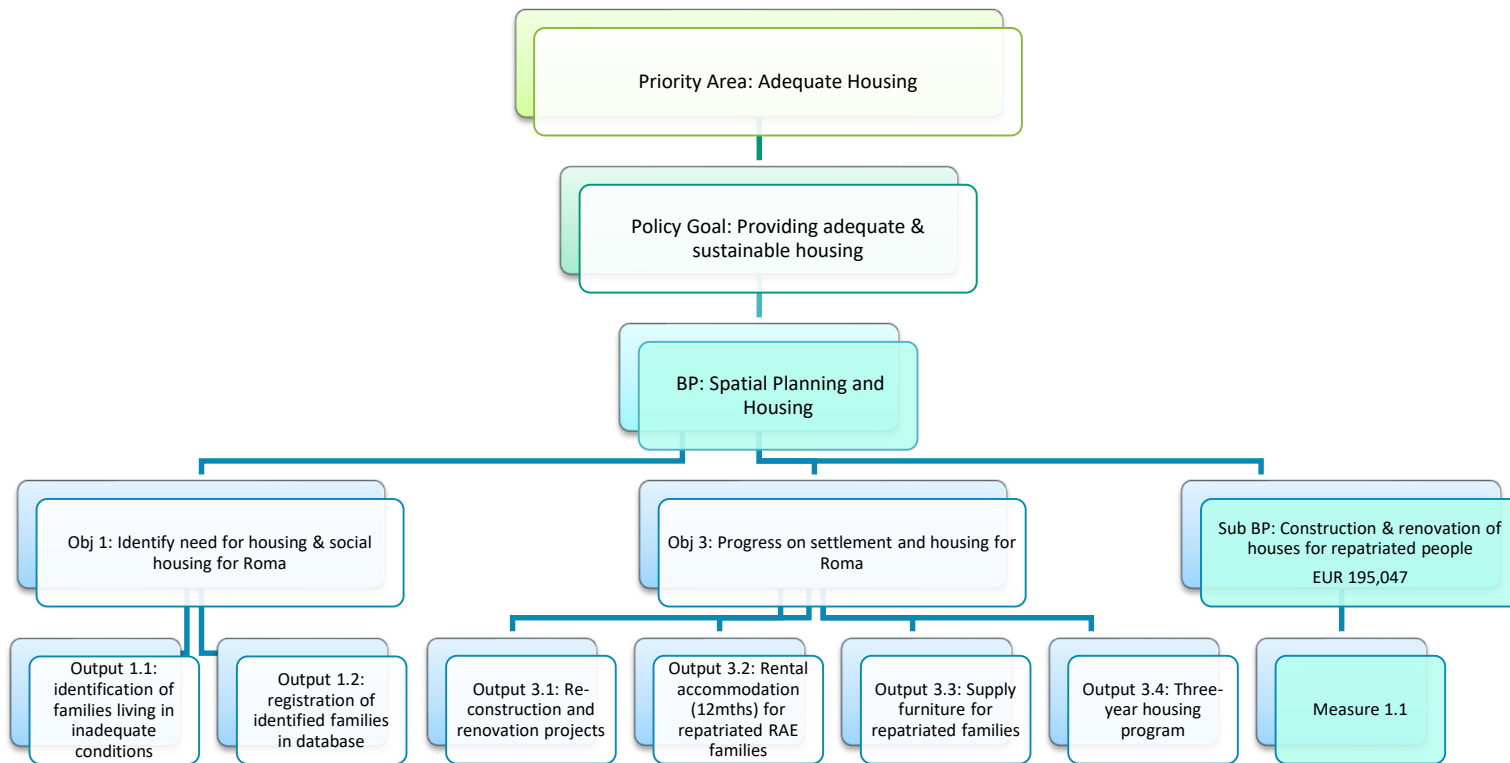 Priority Area: Adequate Housing
Policy Goal: Providing adequate &
sustainable housing
BP: Spatial Planning and
Housing
Obj 1: Identify need for housing & social
housing for Roma
Obj 3: Progress on settlement and housing for
Roma
Sub BP: Construction & renovation of
houses for repatriated people
EUR 195,047
Output 1.1:
identification of
families living in
inadequate
conditions
Output 1.2:
registration of
identified families
in database
Output 3.1: Re-
construction and
renovation projects
Output 3.2: Rental
accommodation
(12mths) for
repatriated RAE
families
Output 3.3: Supply
furniture for
repatriated families
Output 3.4: Three-
year housing
program
Measure 1.1